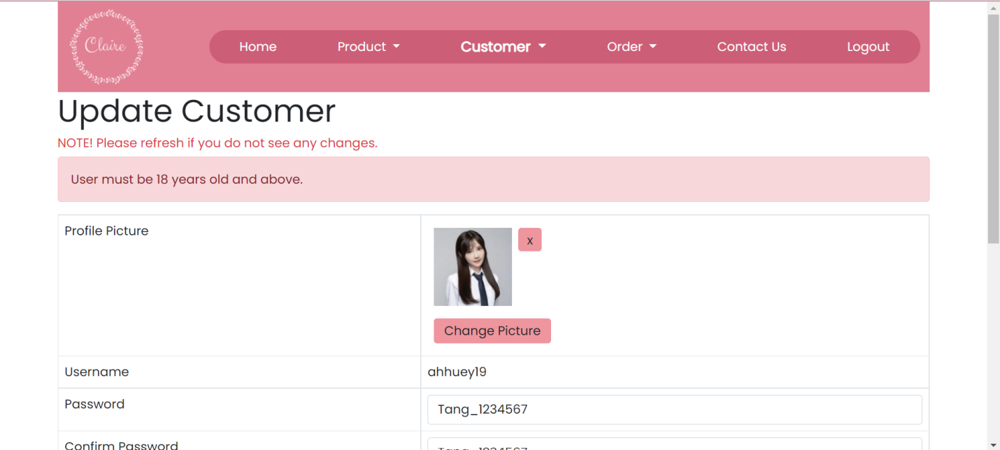 Claire
Home Product Customer Order Contact Us Logout
Update Customer
NOTE! Please refresh if you do not see any changes.
User must be 18 years old and above.
Profile Picture
x
Change Picture
Username ahhuey19
Password Tang_1234567
Confirm Password Tang_1234567